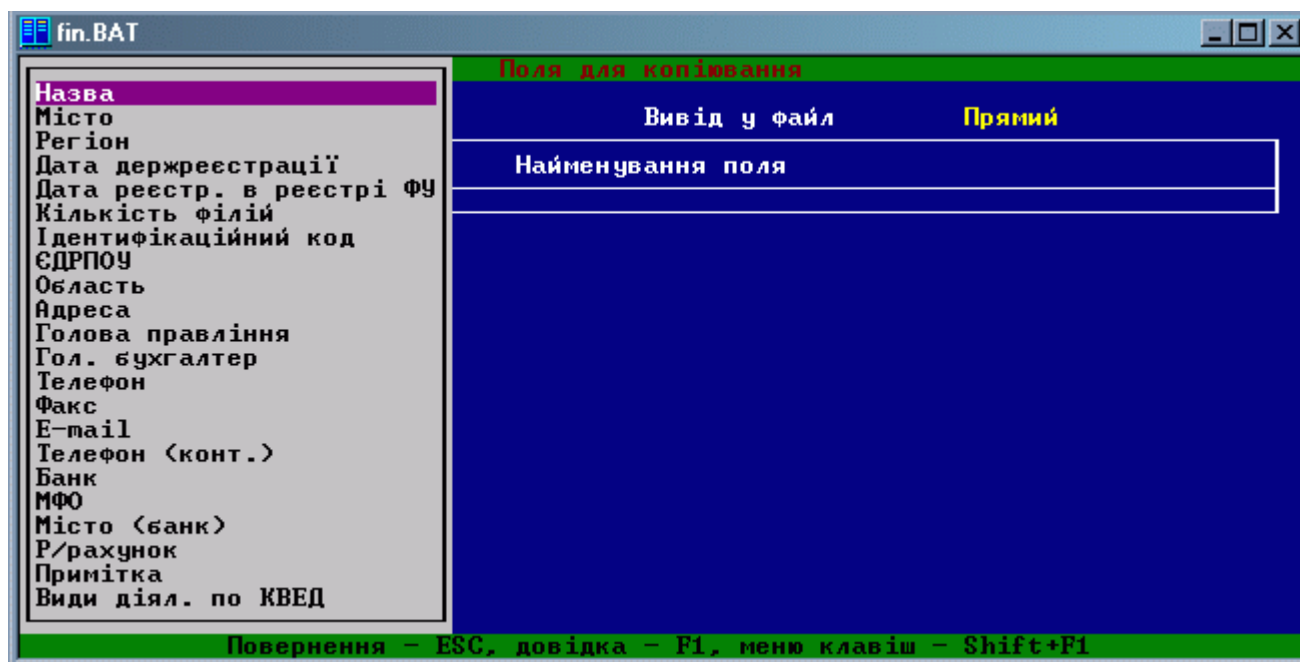 fin.BAT
Поля для копіювання
Назва
Місто
Регіон
Дата держреєстрації
Дата реєстр. в реєстрі ФУ
Кількість філій
Ідентифікаційний код
ЄДРПОУ
Область
Адреса
Голова правління
Гол. бухгалтер
Телефон
Факс
E-mail
Телефон (конт.)
Банк
МФО
Місто (банк)
Р/рахунок
Примітка
Види діял. по КВЕД
Вивід у файл Прямий
Найменування поля
Повернення - ESC, довідка - F1, меню клавіш - Shift+F1